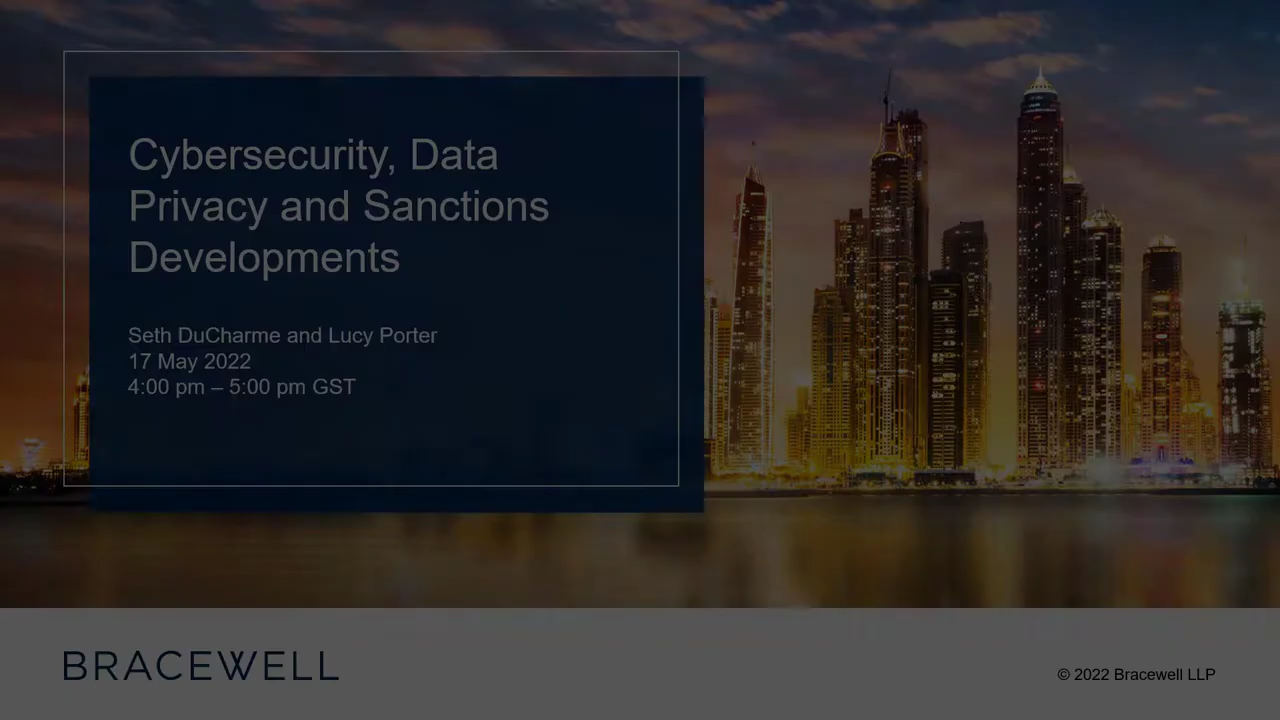 Cybersecurity, Data
Privacy and Sanctions
Developments
Seth DuCharme and Lucy Porter
17 May 2022
4:00 pm – 5:00 pm GST
BRACEWELL
© 2022 Bracewell LLP